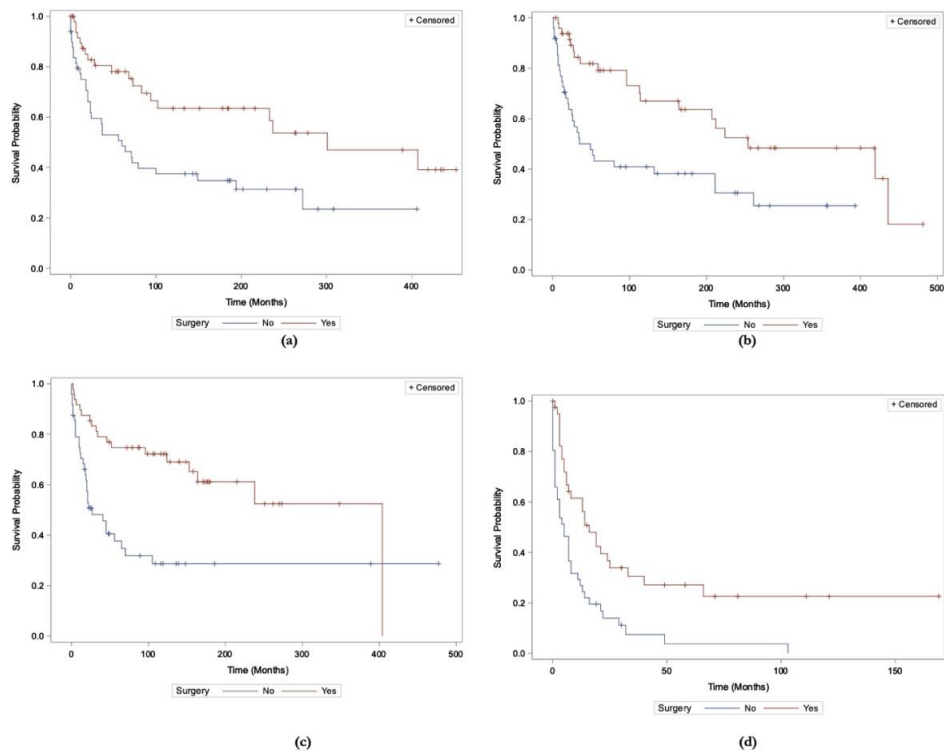 + Censored
1.0
0.8
0.6
0.4
0.2
0.0
Survival Probability
0
100
200
300
400
Time (Months)
Surgery
No
Yes
(a)
+ Censored
1.0
0.8
0.6
0.4
0.2
0.0
Survival Probability
0
100
200
300
400
500
Time (Months)
Surgery
No
Yes
(b)
+ Censored
1.0
0.8
0.6
0.4
0.2
0.0
Survival Probability
0
100
200
300
400
500
Time (Months)
Surgery
No
Yes
(c)
+ Censored
1.0
0.8
0.6
0.4
0.2
0.0
Survival Probability
0
50
100
150
Time (Months)
Surgery
No
Yes
(d)